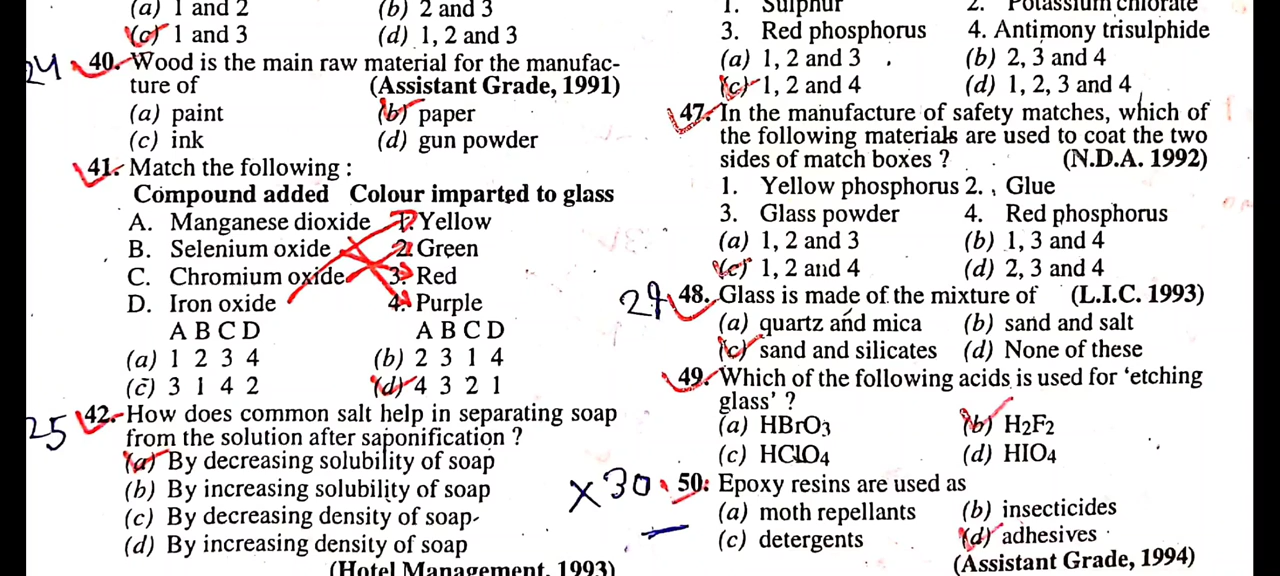 (a) 1 and 2 (b) 2 and 3
(c) 1 and 3 (d) 1, 2 and 3
24 40. Wood is the main raw material for the manufac-
ture of (Assistant Grade, 1991)
(a) paint (b) paper
(c) ink (d) gun powder
41. Match the following :
Compound added Colour imparted to glass
A. Manganese dioxide 1. Yellow
B. Selenium oxide 2. Green
C. Chromium oxide 3. Red
D. Iron oxide 4. Purple
A B C D A B C D
(a) 1 2 3 4 (b) 2 3 1 4
(c) 3 1 4 2 (d) 4 3 2 1
25 42. How does common salt help in separating soap
from the solution after saponification ?
(a) By decreasing solubility of soap
(b) By increasing solubility of soap
(c) By decreasing density of soap
(d) By increasing density of soap
(Hotel Management, 1993)
1. Sulphur 2. Potassium chlorate
3. Red phosphorus 4. Antimony trisulphide
(a) 1, 2 and 3 (b) 2, 3 and 4
(c) 1, 2 and 4 (d) 1, 2, 3 and 4
47. In the manufacture of safety matches, which of
the following materials are used to coat the two
sides of match boxes ? (N.D.A. 1992)
1. Yellow phosphorus 2. Glue
3. Glass powder 4. Red phosphorus
(a) 1, 2 and 3 (b) 1, 3 and 4
(c) 1, 2 and 4 (d) 2, 3 and 4
29 48. Glass is made of the mixture of (L.I.C. 1993)
(a) quartz and mica (b) sand and salt
(c) sand and silicates (d) None of these
49. Which of the following acids is used for 'etching
glass' ?
(a) HBrO3 (b) H2F2
(c) HClO4 (d) HIO4
X 30 50. Epoxy resins are used as
(a) moth repellants (b) insecticides
(c) detergents (d) adhesives
(Assistant Grade, 1994)